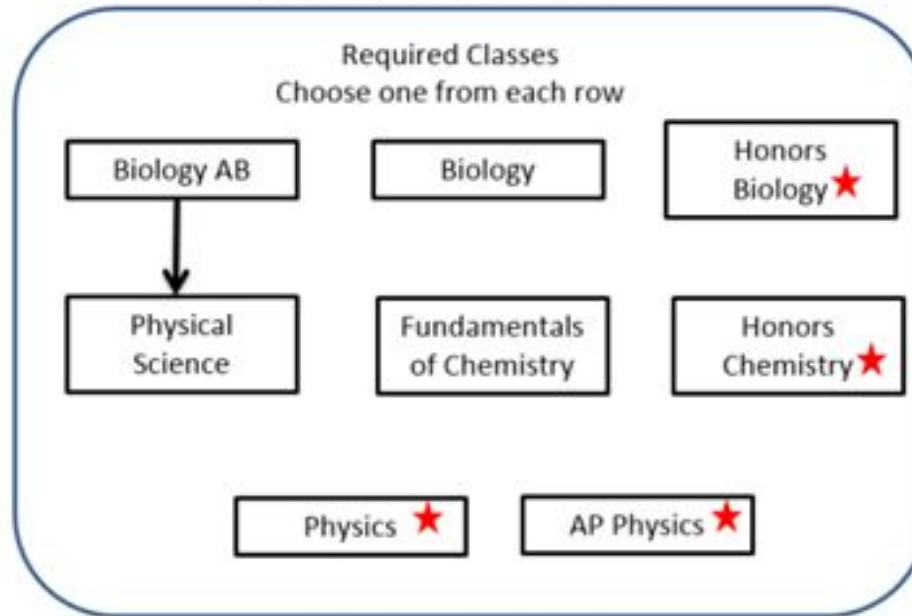 Required Classes
Choose one from each row
Biology AB
Biology
Honors
Biology
Physical
Science
Fundamentals
of Chemistry
Honors
Chemistry
Physics
AP Physics